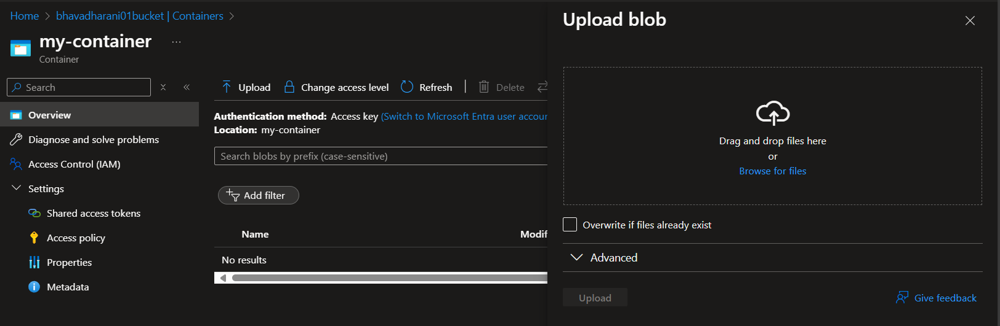 Home > bhavadharani01bucket | Containers >
my-container ...
Container
Search
Overview
Diagnose and solve problems
Access Control (IAM)
Settings
Shared access tokens
Access policy
Properties
Metadata
Upload Change access level Refresh | Delete
Authentication method: Access key (Switch to Microsoft Entra user accour
Location: my-container
Search blobs by prefix (case-sensitive)
Add filter
Name Modif
No results
Upload blob
Drag and drop files here
or
Browse for files
Overwrite if files already exist
Advanced
Upload Give feedback